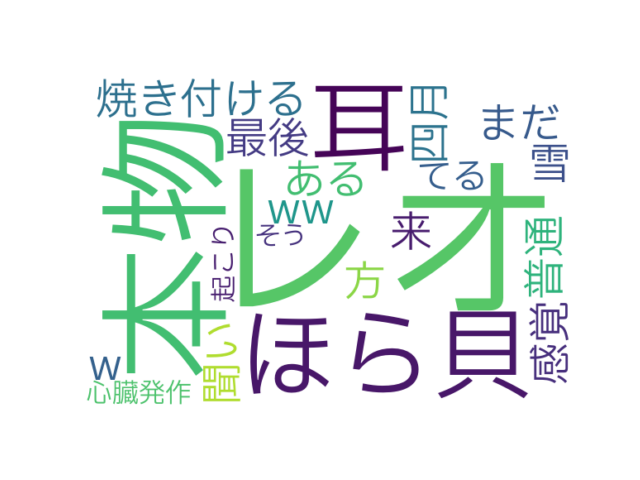 焼き付ける
耳
四月
まだ
最後
雪
本物
レオ
ある
てる
ww
来
そう
起こり
方
普通
ほら貝
感覚
聞い
w
心臓発作